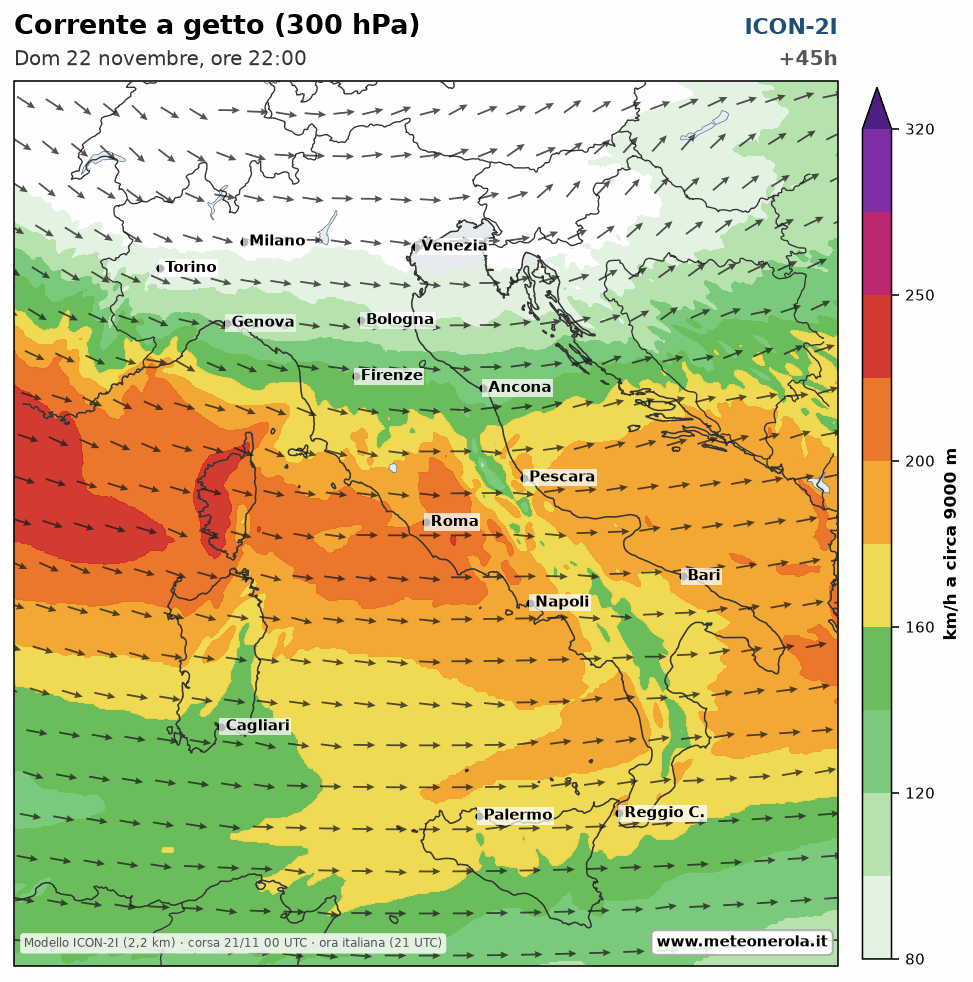 Corrente a getto (300 hPa)
ICON-2I
Dom 22 novembre, ore 22:00
+45h
320
Milano
Venezia
Torino
250
Genova
Bologna
Firenze
Ancona
200
Pescara
Roma
Bari
Napoli
160
Cagliari
120
Palermo
Reggio C.
80
km/h a circa 9000 m
Modello ICON-2I (2,2 km) · corsa 21/11 00 UTC · ora italiana (21 UTC)
www.meteonerola.it